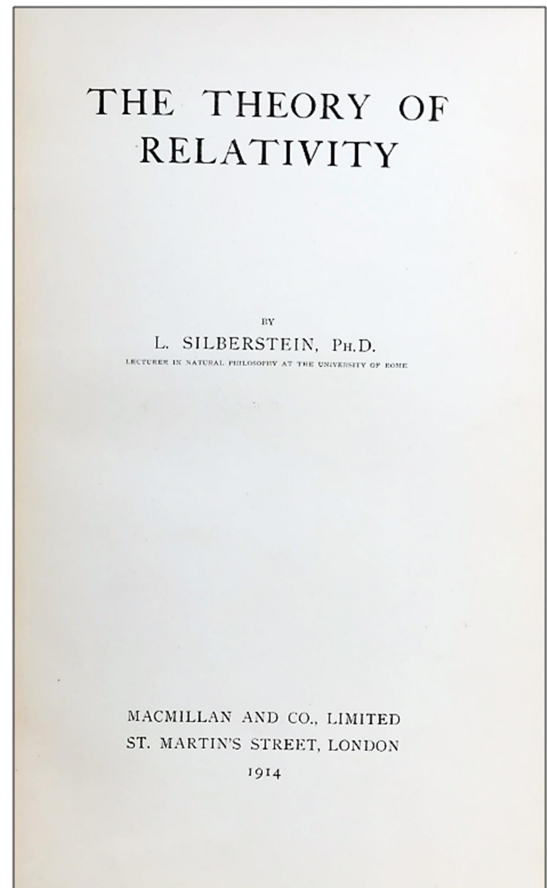 THE THEORY OF
RELATIVITY
BY
L. SILBERSTEIN, Ph.D.
LECTURER IN NATURAL PHILOSOPHY AT THE UNIVERSITY OF ROME
MACMILLAN AND CO., LIMITED
ST. MARTIN'S STREET, LONDON
1914